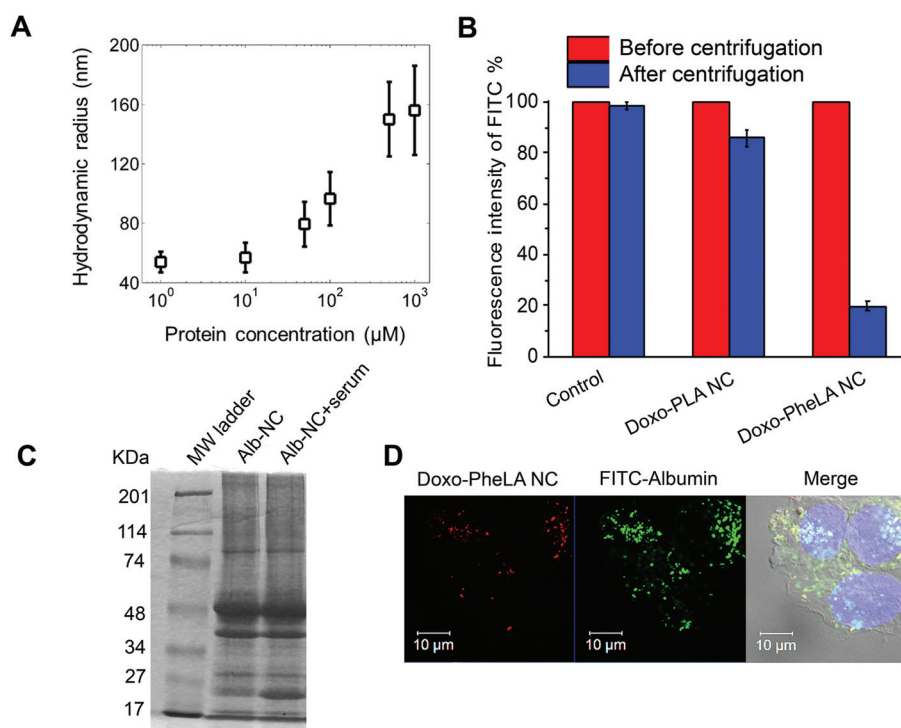 A
Hydrodynamic radius (nm)
200
160
120
80
40
10⁰
10¹
10²
10³
Protein concentration (µM)
B
Before centrifugation
After centrifugation
Fluorescence intensity of FITC %
100
80
60
40
20
0
Control
Doxo-PLA NC
Doxo-PheLA NC
C
KDa
MW ladder
Alb-NC
Alb-NC+serum
201
114
74
48
34
27
17
D
Doxo-PheLA NC
FITC-Albumin
Merge
10 µm
10 µm
10 µm